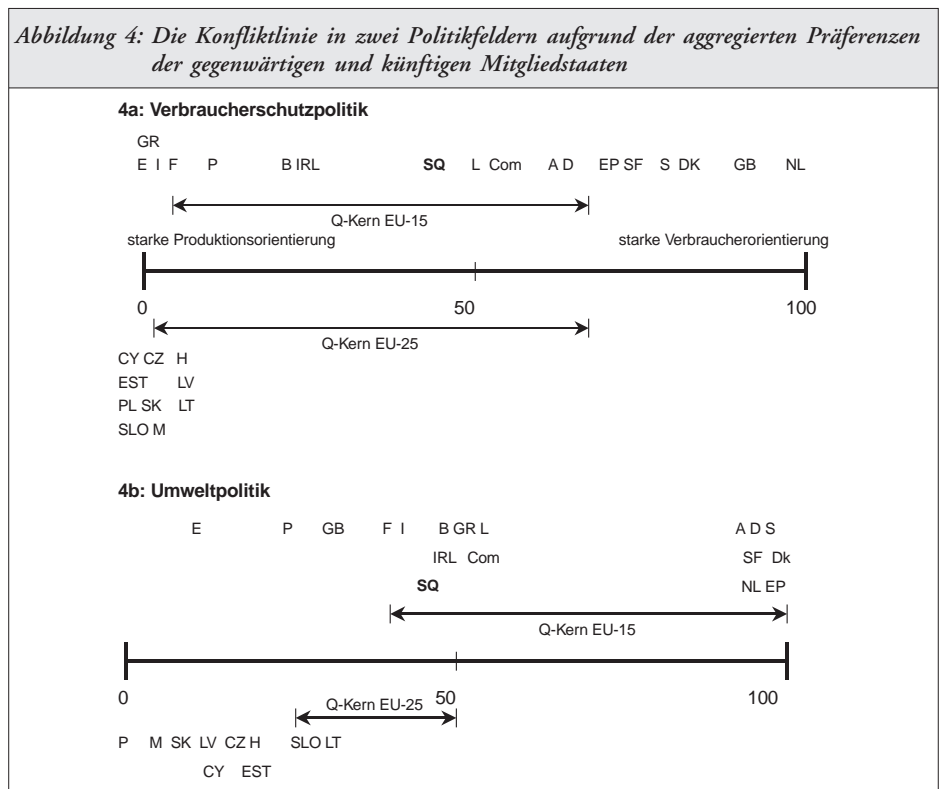 Abbildung 4: Die Konfliktlinie in zwei Politikfeldern aufgrund der aggregierten Präferenzen
der gegenwärtigen und künftigen Mitgliedstaaten
4a: Verbraucherschutzpolitik
GR
E I F P B IRL SQ L Com A D EP SF S DK GB NL
Q-Kern EU-15
starke Produktionsorientierung starke Verbraucherorientierung
0 50 100
Q-Kern EU-25
CY CZ H
EST LV
PL SK LT
SLO M
4b: Umweltpolitik
E P GB F I B GR L A D S
IRL Com SF Dk
SQ NL EP
Q-Kern EU-15
0 50 100
Q-Kern EU-25
P M SK LV CZ H SLO LT
CY EST